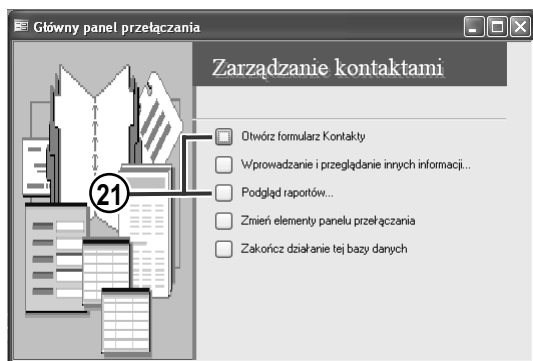 Główny panel przełączania
Zarządzanie kontaktami
Otwórz formularz Kontakty
Wprowadzanie i przeglądanie innych informacji...
21
Podgląd raportów...
Zmień elementy panelu przełączania
Zakończ działanie tej bazy danych